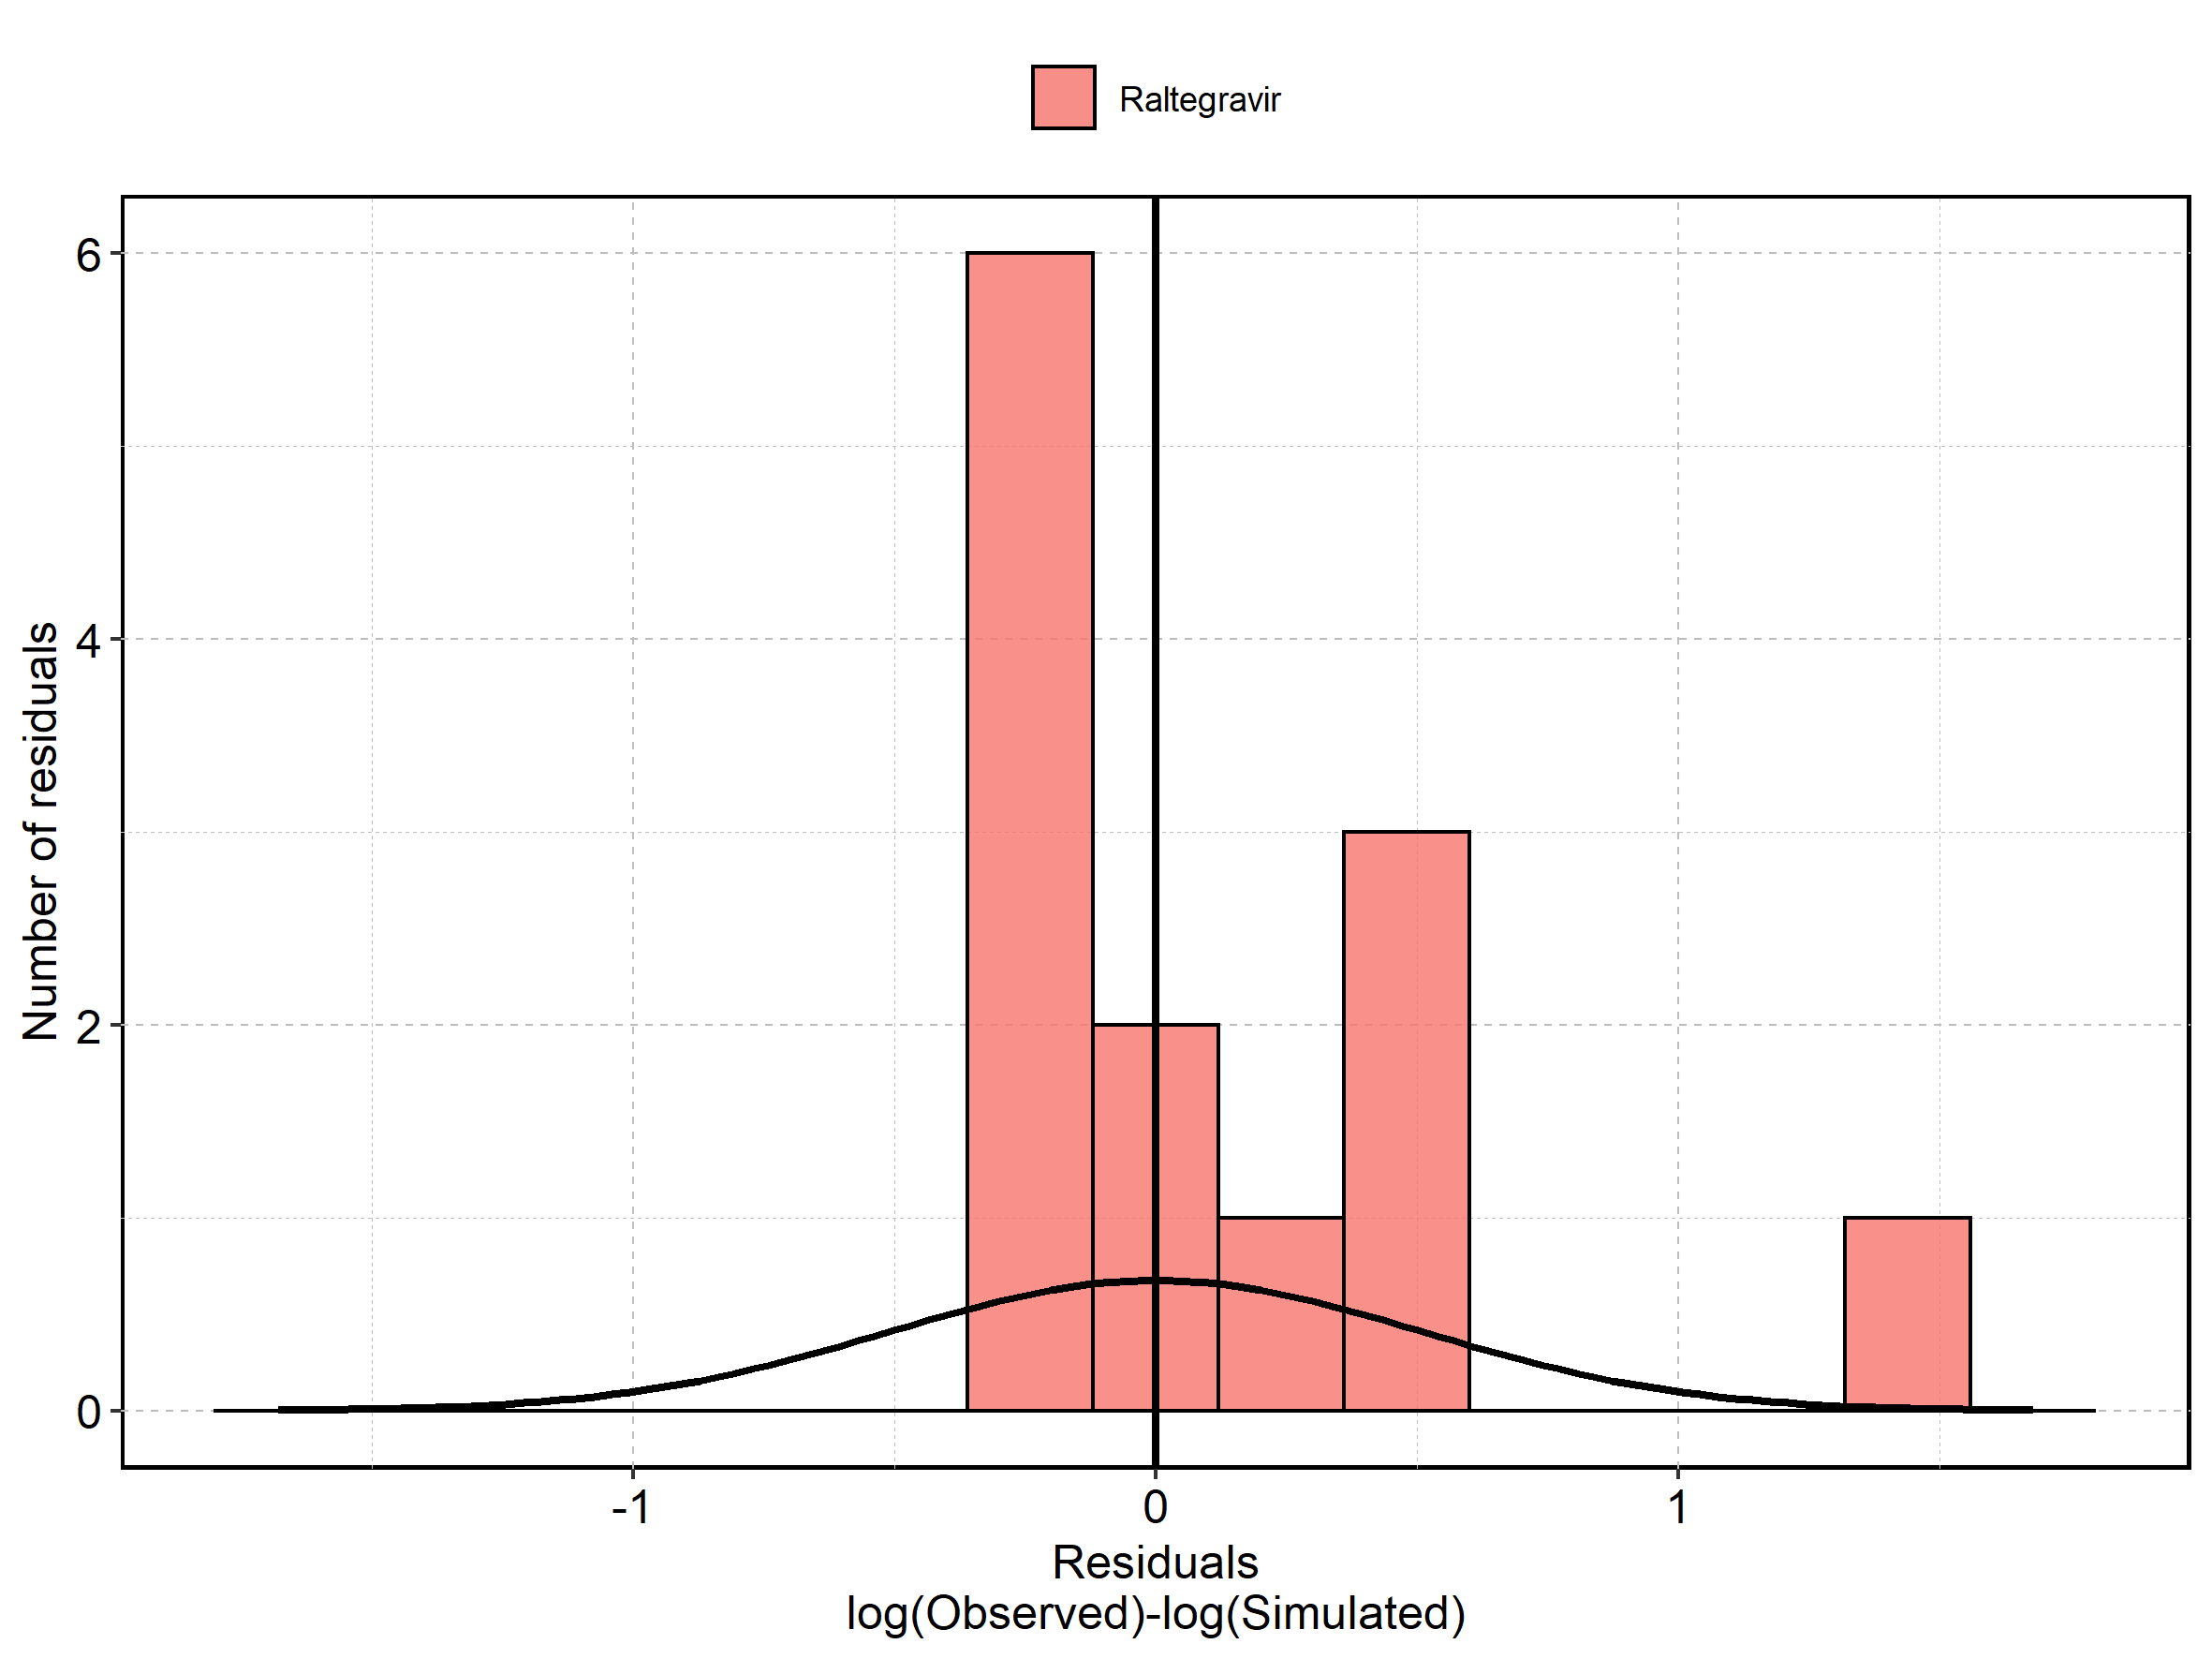 Raltegravir
Number of residuals
6
4
2
0
-1
0
1
Residuals
log(Observed)-log(Simulated)